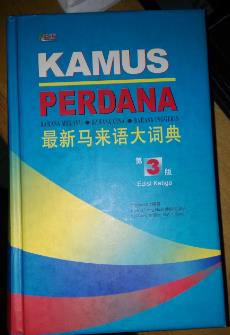 KAMUS
PERDANA
BAHASA MELAYU ● BAHASA CINA ● BAHASA INGGERIS
最新马来语大词典
第
3
版
Edisi Ketiga